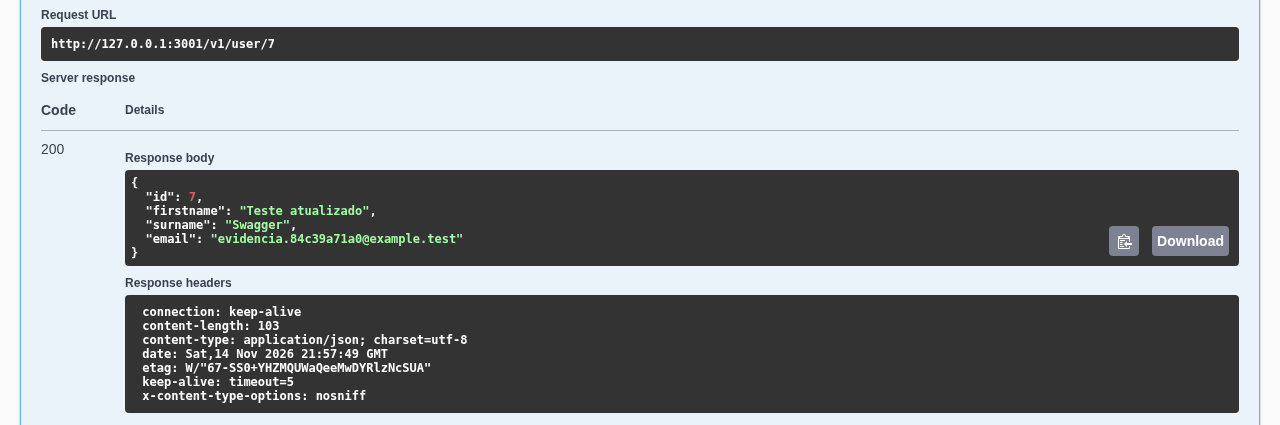 Request URL
http://127.0.0.1:3001/v1/user/7
Server response
Code Details
200
Response body
{
  "id": 7,
  "firstname": "Teste atualizado",
  "surname": "Swagger",
  "email": "evidencia.84c39a71a0@example.test"
}
Download
Response headers
connection: keep-alive
content-length: 103
content-type: application/json; charset=utf-8
date: Sat,14 Nov 2026 21:57:49 GMT
etag: W/"67-SS0+YHZMQUWaQeeMwDYRlzNcSUA"
keep-alive: timeout=5
x-content-type-options: nosniff